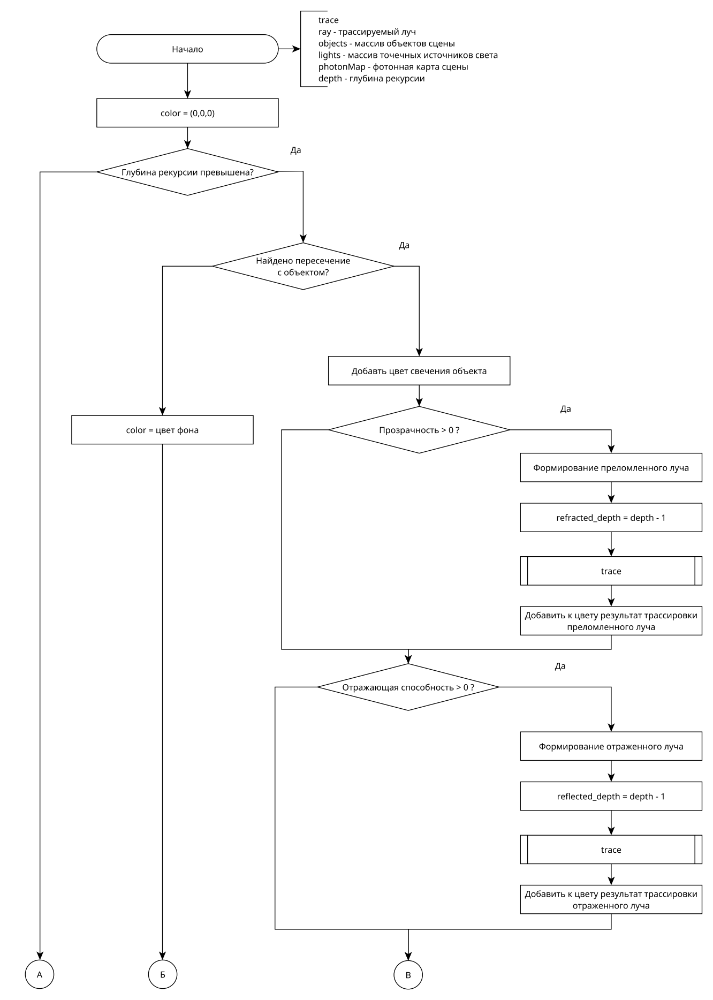 trace
ray - трассируемый луч
objects - массив объектов сцены
lights - массив точечных источников света
photonMap - фотонная карта сцены
depth - глубина рекурсии
Начало
color = (0,0,0)
Да
Глубина рекурсии превышена?
Да
Найдено пересечение
с объектом?
Добавть цвет свечения объекта
Да
color = цвет фона
Прозрачность > 0 ?
Формирование преломленного луча
refracted_depth = depth - 1
trace
Добавить к цвету результат трассировки
преломленного луча
Да
Отражающая способность > 0 ?
Формирование отраженного луча
reflected_depth = depth - 1
trace
Добавить к цвету результат трассировки
отраженного луча
А
Б
В